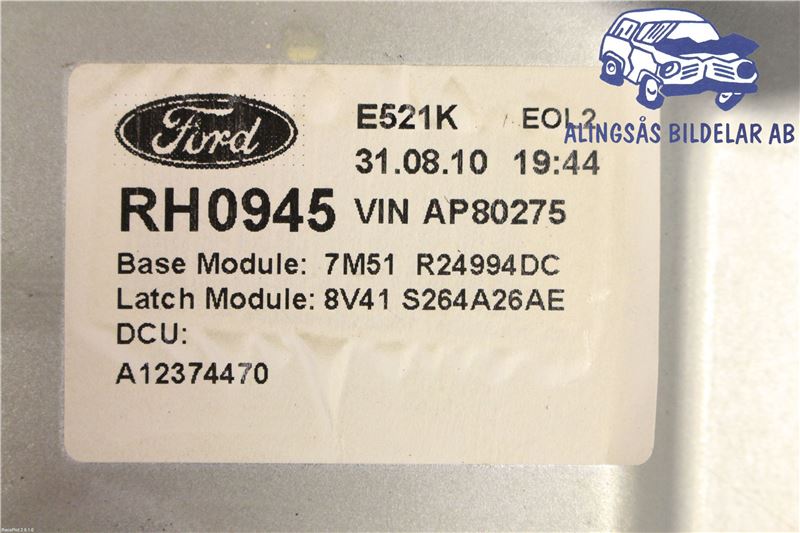 Ford
E521K EOL2
31.08.10 19:44
ALINGSÅS BILDELAR AB
RH0945 VIN AP80275
Base Module: 7M51 R24994DC
Latch Module: 8V41 S264A26AE
DCU:
A12374470